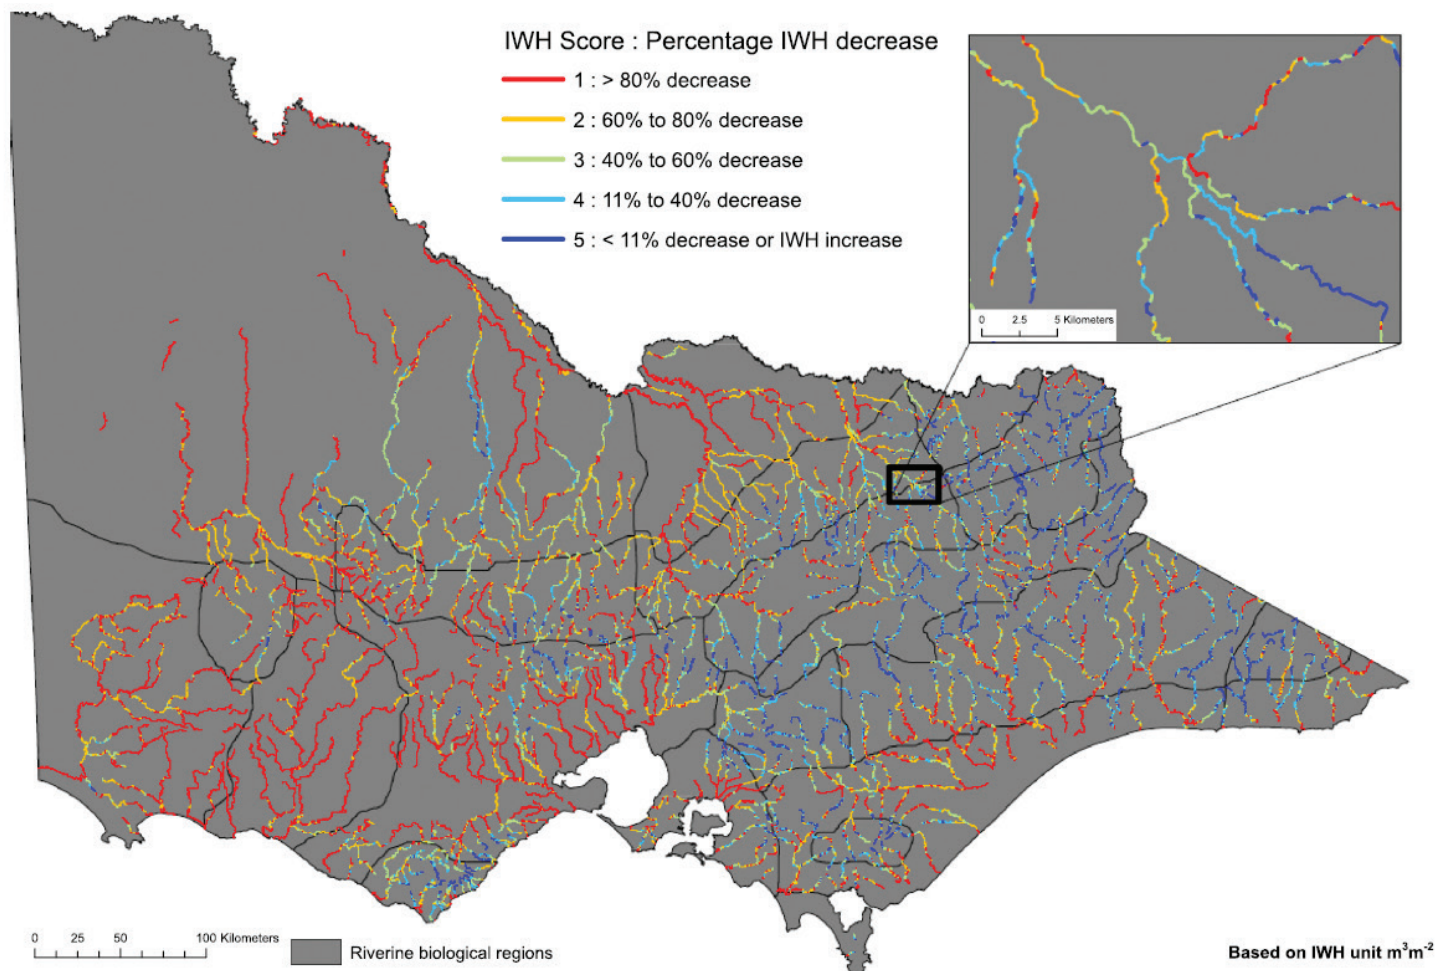 IWH Score : Percentage IWH decrease
1 : > 80% decrease
2 : 60% to 80% decrease
3 : 40% to 60% decrease
4 : 11% to 40% decrease
5 : < 11% decrease or IWH increase
0 2.5 5 Kilometers
0 25 50 100 Kilometers
Riverine biological regions
Based on IWH unit m³m⁻²